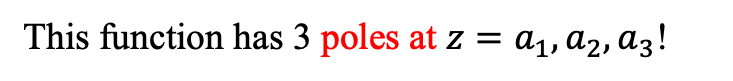 This function has 3 poles at z = a₁, a₂, a₃!